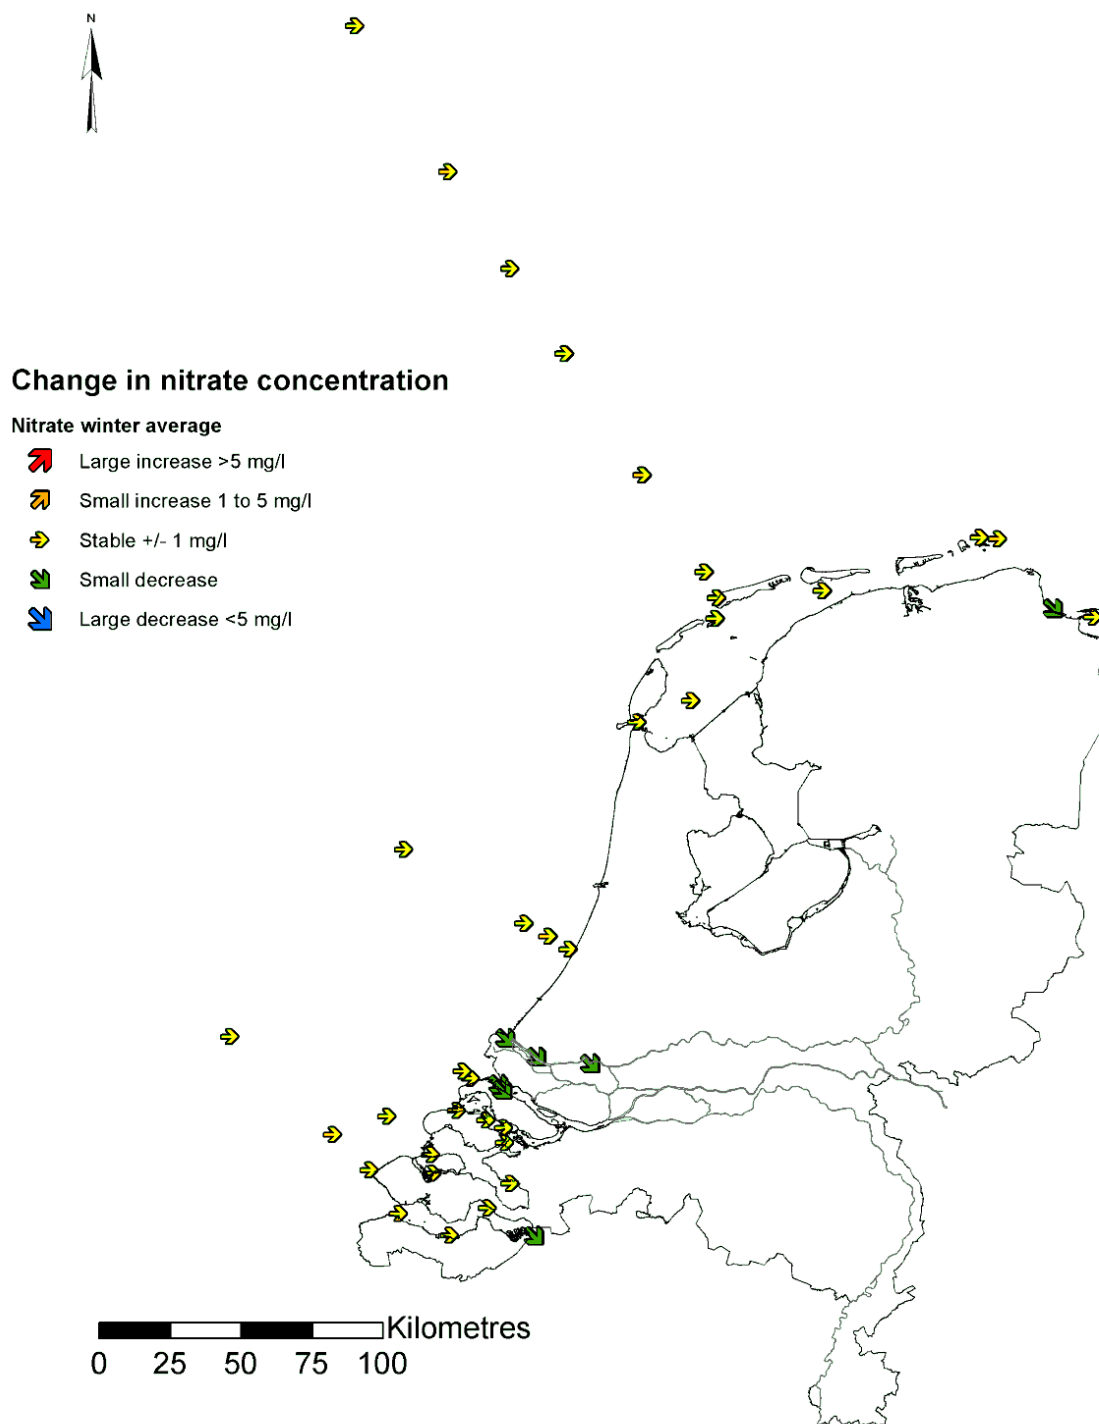 N
Change in nitrate concentration
Nitrate winter average
Large increase >5 mg/l
Small increase 1 to 5 mg/l
Stable +/- 1 mg/l
Small decrease
Large decrease <5 mg/l
Kilometres
0 25 50 75 100